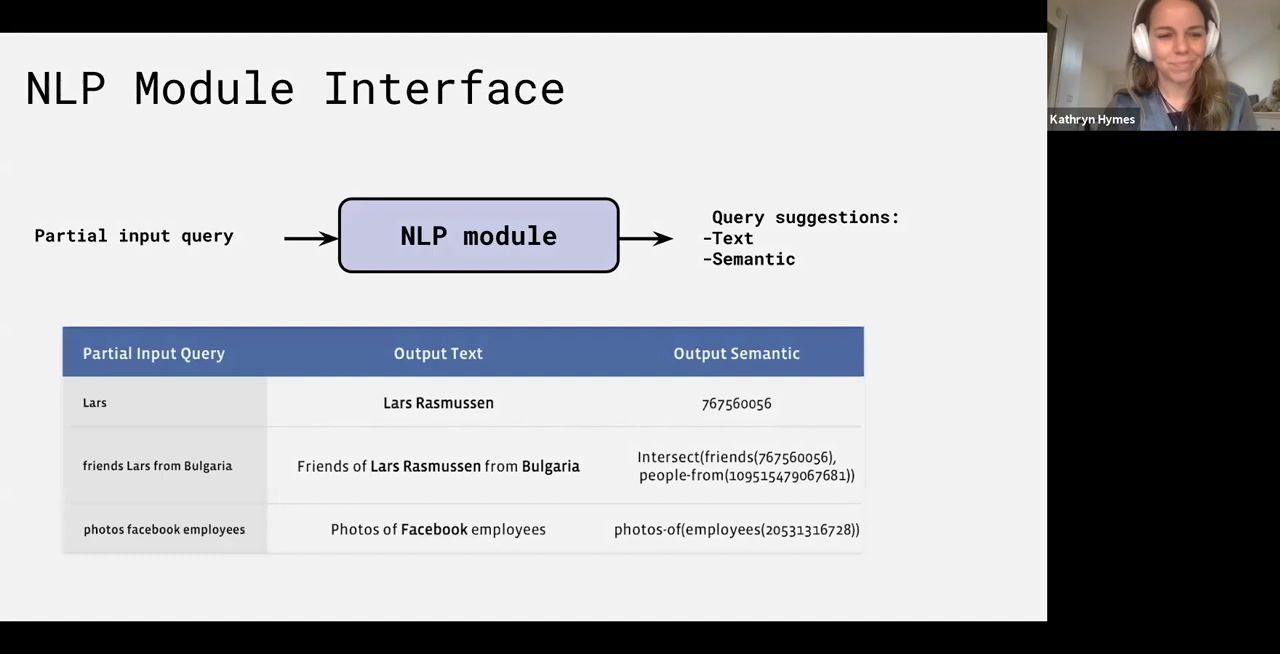 NLP Module Interface
Kathryn Hymes
Partial input query
NLP module
Query suggestions:
-Text
-Semantic
Partial Input Query
Output Text
Output Semantic
Lars
Lars Rasmussen
767560056
friends Lars from Bulgaria
Friends of Lars Rasmussen from Bulgaria
Intersect(friends(767560056),
people-from(109515479067681))
photos facebook employees
Photos of Facebook employees
photos-of(employees(20531316728))